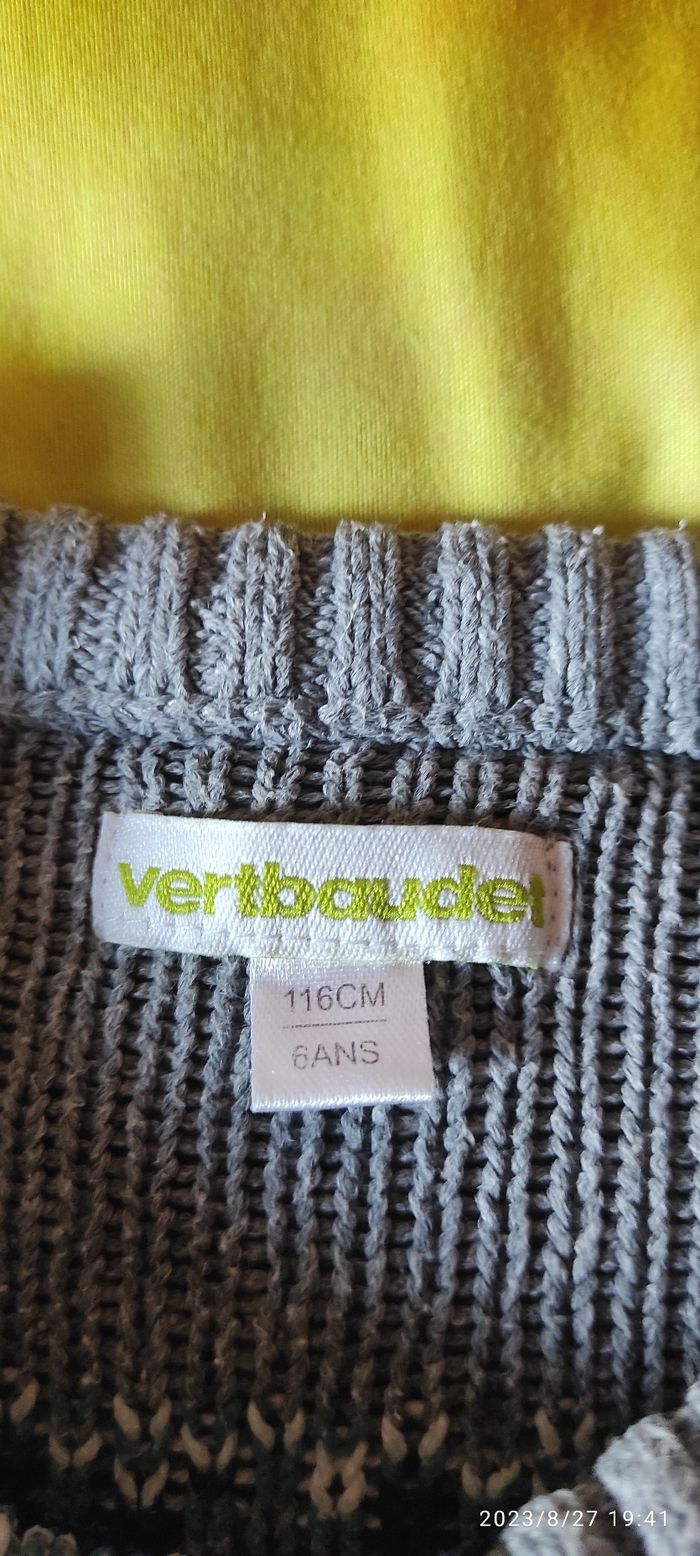 vertbaudet
116CM
6ANS
2023/8/27 19:41